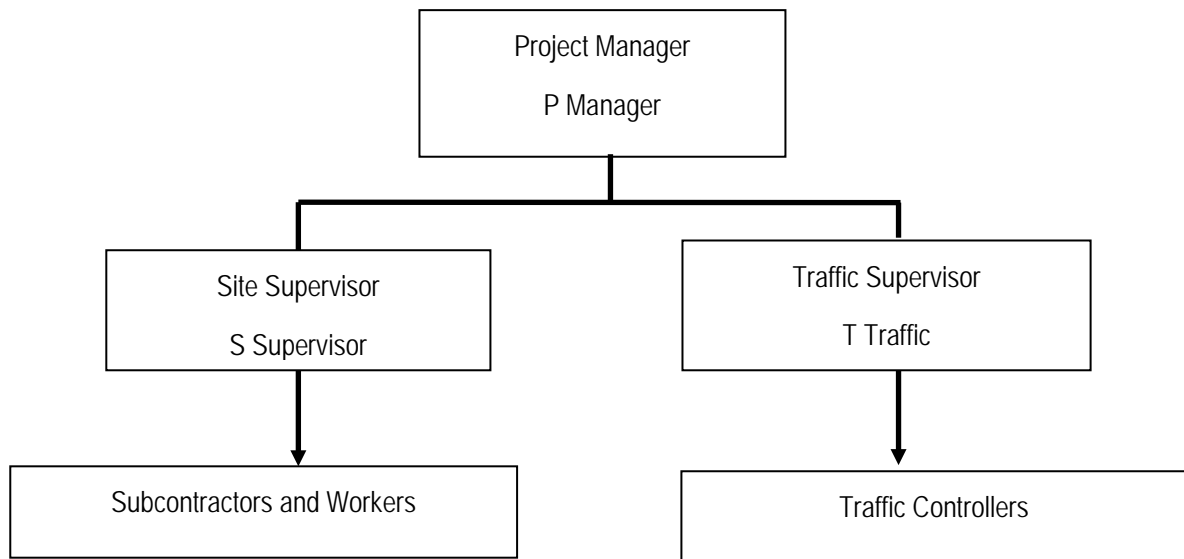 Project Manager
P Manager
Site Supervisor
S Supervisor
Traffic Supervisor
T Traffic
Subcontractors and Workers
Traffic Controllers